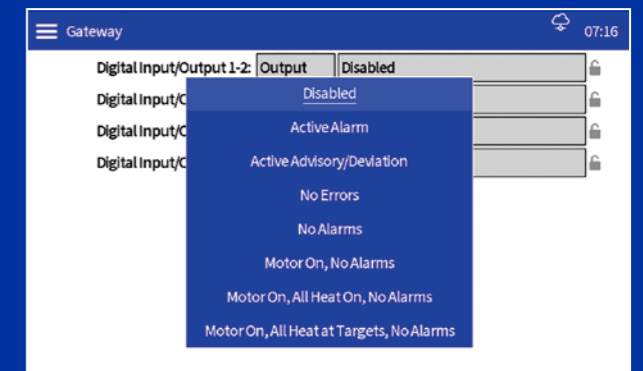 Gateway 07:16
Digital Input/Output 1-2: Output Disabled
Digital Input/O
Digital Input/O
Digital Input/O
Disabled
Active Alarm
Active Advisory/Deviation
No Errors
No Alarms
Motor On, No Alarms
Motor On, All Heat On, No Alarms
Motor On, All Heat at Targets, No Alarms